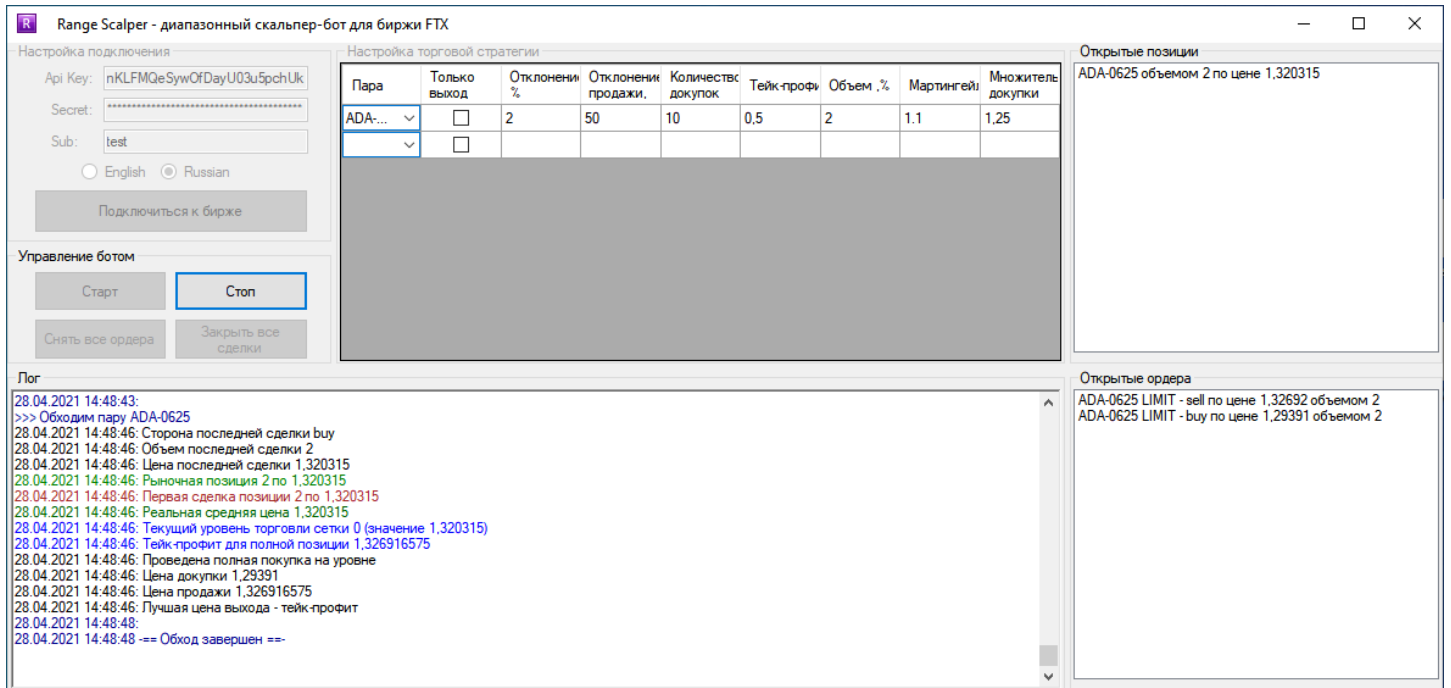 R Range Scalper - диапазонный скальпер-бот для биржи FTX
Настройка подключения
Api Key: nKLFMQeSywOfDayU03u5pchUk
Secret: ****************************************
Sub: test
English Russian
Подключиться к бирже
Управление ботом
Старт Стоп
Снять все ордера Закрыть все сделки
Настройка торговой стратегии
Пара Только выход Отклонени % Отклонение продажи, Количество докупок Тейк-профи Объем ,% Мартингейл Множитель докупки
ADA-... 2 50 10 0,5 2 1.1 1,25
Открытые позиции
ADA-0625 объемом 2 по цене 1,320315
Лог
28.04.2021 14:48:43:
>>> Обходим пару ADA-0625
28.04.2021 14:48:46: Сторона последней сделки buy
28.04.2021 14:48:46: Объем последней сделки 2
28.04.2021 14:48:46: Цена последней сделки 1,320315
28.04.2021 14:48:46: Рыночная позиция 2 по 1,320315
28.04.2021 14:48:46: Первая сделка позиции 2 по 1,320315
28.04.2021 14:48:46: Реальная средняя цена 1,320315
28.04.2021 14:48:46: Текущий уровень торговли сетки 0 (значение 1,320315)
28.04.2021 14:48:46: Тейк-профит для полной позиции 1,326916575
28.04.2021 14:48:46: Проведена полная покупка на уровне
28.04.2021 14:48:46: Цена докупки 1,29391
28.04.2021 14:48:46: Цена продажи 1,326916575
28.04.2021 14:48:46: Лучшая цена выхода - тейк-профит
28.04.2021 14:48:48:
28.04.2021 14:48:48 -== Обход завершен ==-
Открытые ордера
ADA-0625 LIMIT - sell по цене 1,32692 объемом 2
ADA-0625 LIMIT - buy по цене 1,29391 объемом 2